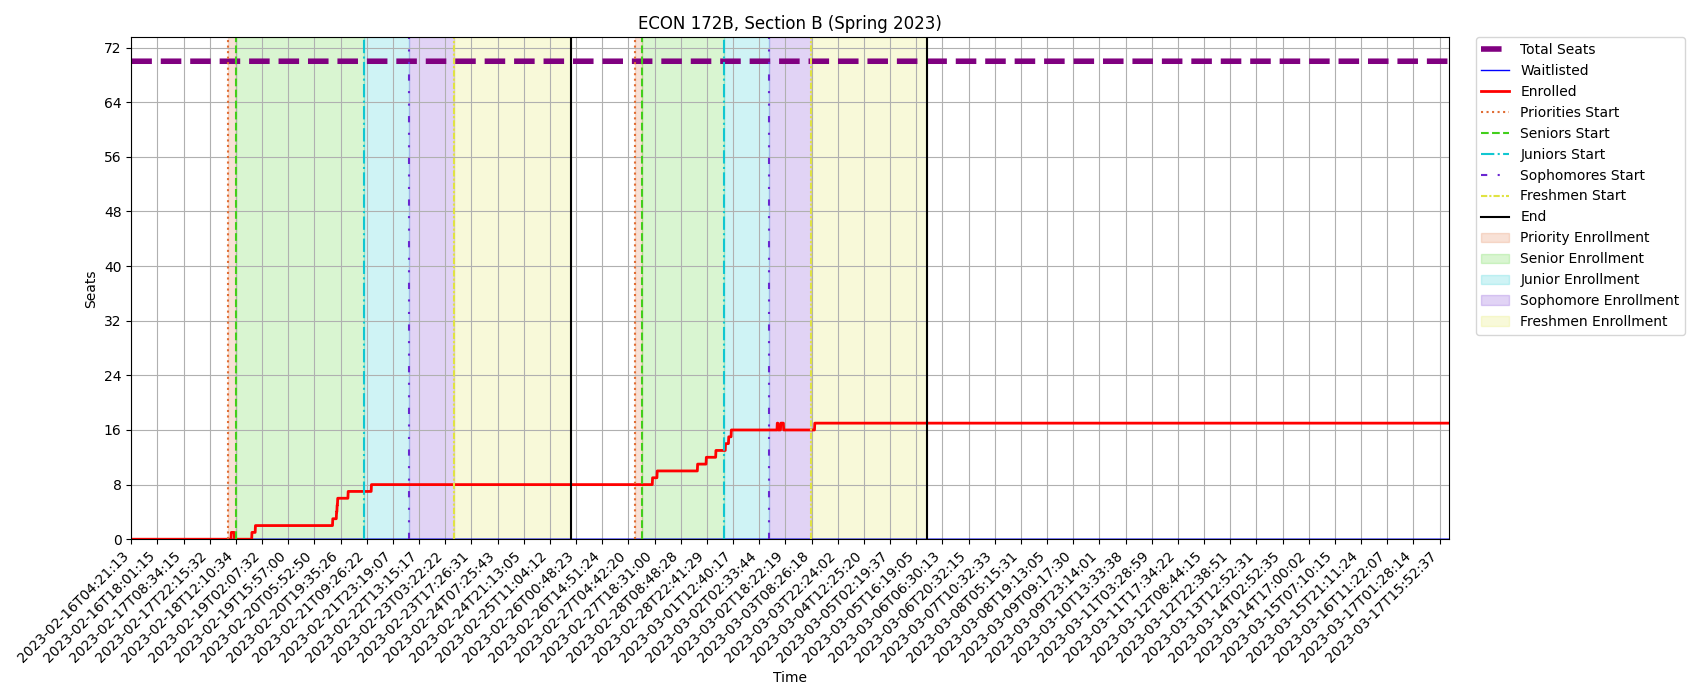 ECON 172B, Section B (Spring 2023)
72
64
56
48
40
32
24
16
8
0
Seats
2023-02-16T04:21:13
2023-02-16T18:01:15
2023-02-17T08:34:15
2023-02-17T22:15:32
2023-02-18T12:10:34
2023-02-19T02:07:32
2023-02-19T15:57:00
2023-02-20T05:52:50
2023-02-20T19:35:26
2023-02-21T09:26:22
2023-02-21T23:19:07
2023-02-22T13:15:17
2023-02-23T03:22:22
2023-02-23T17:26:31
2023-02-24T07:25:43
2023-02-24T21:13:05
2023-02-25T11:04:12
2023-02-26T00:48:23
2023-02-26T14:51:24
2023-02-27T04:42:20
2023-02-27T18:31:00
2023-02-28T08:48:28
2023-02-28T22:41:29
2023-03-01T12:40:17
2023-03-02T02:33:44
2023-03-02T18:22:19
2023-03-03T08:26:18
2023-03-03T22:24:02
2023-03-04T12:25:20
2023-03-05T02:19:37
2023-03-05T16:19:05
2023-03-06T06:30:13
2023-03-06T20:32:15
2023-03-07T10:32:33
2023-03-08T05:15:31
2023-03-08T19:13:05
2023-03-09T09:17:30
2023-03-09T23:14:01
2023-03-10T13:33:38
2023-03-11T03:28:59
2023-03-11T17:34:22
2023-03-12T08:44:15
2023-03-12T22:38:51
2023-03-13T12:52:31
2023-03-14T02:52:35
2023-03-14T17:00:02
2023-03-15T07:10:15
2023-03-15T21:11:24
2023-03-16T11:22:07
2023-03-17T01:28:14
2023-03-17T15:52:37
Time
Total Seats
Waitlisted
Enrolled
Priorities Start
Seniors Start
Juniors Start
Sophomores Start
Freshmen Start
End
Priority Enrollment
Senior Enrollment
Junior Enrollment
Sophomore Enrollment
Freshmen Enrollment